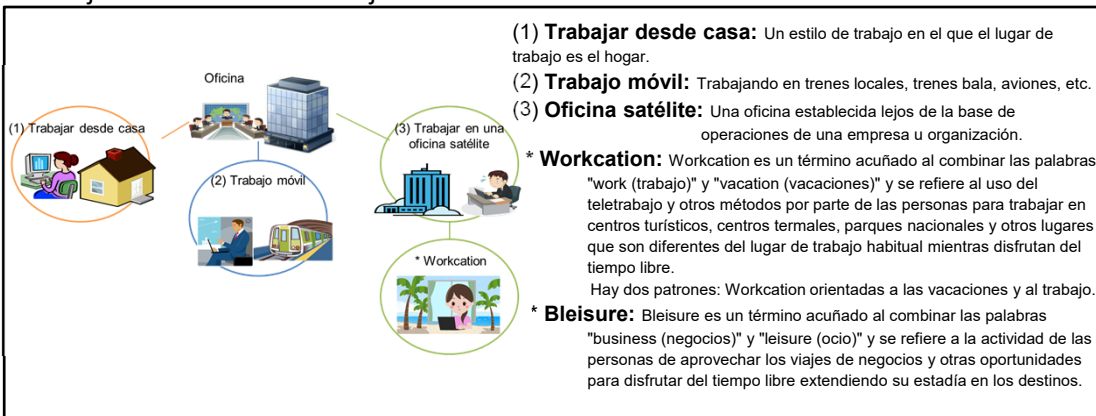 Oficina
(1) Trabajar desde casa
(2) Trabajo móvil
(3) Trabajar en una
oficina satélite
* Workcation
(1) Trabajar desde casa: Un estilo de trabajo en el que el lugar de
trabajo es el hogar.
(2) Trabajo móvil: Trabajando en trenes locales, trenes bala, aviones, etc.
(3) Oficina satélite: Una oficina establecida lejos de la base de
operaciones de una empresa u organización.
* Workcation: Workcation es un término acuñado al combinar las palabras
"work (trabajo)" y "vacation (vacaciones)" y se refiere al uso del
teletrabajo y otros métodos por parte de las personas para trabajar en
centros turísticos, centros termales, parques nacionales y otros lugares
que son diferentes del lugar de trabajo habitual mientras disfrutan del
tiempo libre.
Hay dos patrones: Workcation orientadas a las vacaciones y al trabajo.
* Bleisure: Bleisure es un término acuñado al combinar las palabras
"business (negocios)" y "leisure (ocio)" y se refiere a la actividad de las
personas de aprovechar los viajes de negocios y otras oportunidades
para disfrutar del tiempo libre extendiendo su estadía en los destinos.